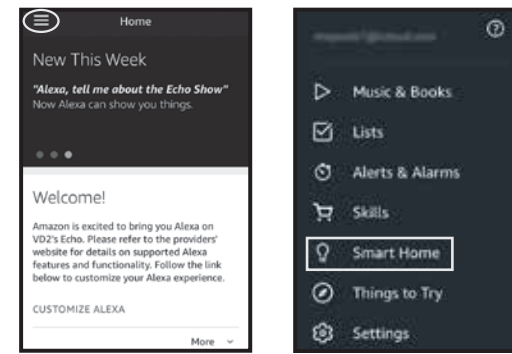 Home
New This Week
"Alexa, tell me about the Echo Show"
Now Alexa can show you things.
Welcome!
Amazon is excited to bring you Alexa on
VD2's Echo. Please refer to the providers'
website for details on supported Alexa
features and functionality. Follow the link
below to customize your Alexa experience.
CUSTOMIZE ALEXA
More
?
Music & Books
Lists
Alerts & Alarms
Skills
Smart Home
Things to Try
Settings